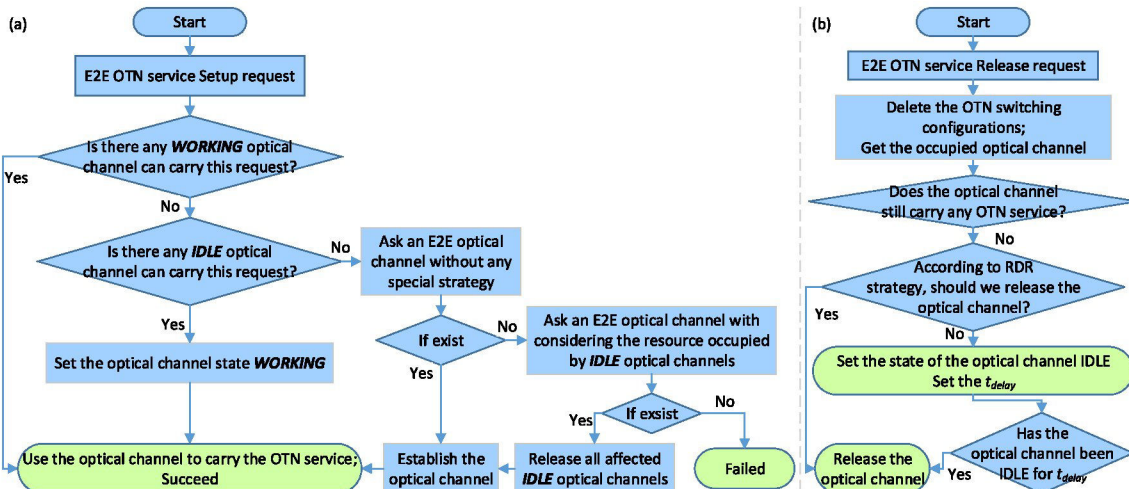 (a)
Start
E2E OTN service Setup request
Is there any WORKING optical
channel can carry this request?
Yes
No
Is there any IDLE optical
channel can carry this request?
No
Yes
Set the optical channel state WORKING
Use the optical channel to carry the OTN service;
Succeed
Ask an E2E optical
channel without any
special strategy
If exist
No
Yes
Ask an E2E optical channel with
considering the resource occupied
by IDLE optical channels
If exsist
Yes
No
Establish the
optical channel
Release all affected
IDLE optical channels
Failed
(b)
Start
E2E OTN service Release request
Delete the OTN switching
configurations;
Get the occupied optical channel
Does the optical channel
still carry any OTN service?
No
According to RDR
strategy, should we release the
optical channel?
Yes
No
Set the state of the optical channel IDLE
Set the tdelay
Has the
optical channel been
IDLE for tdelay
Yes
Release the
optical channel